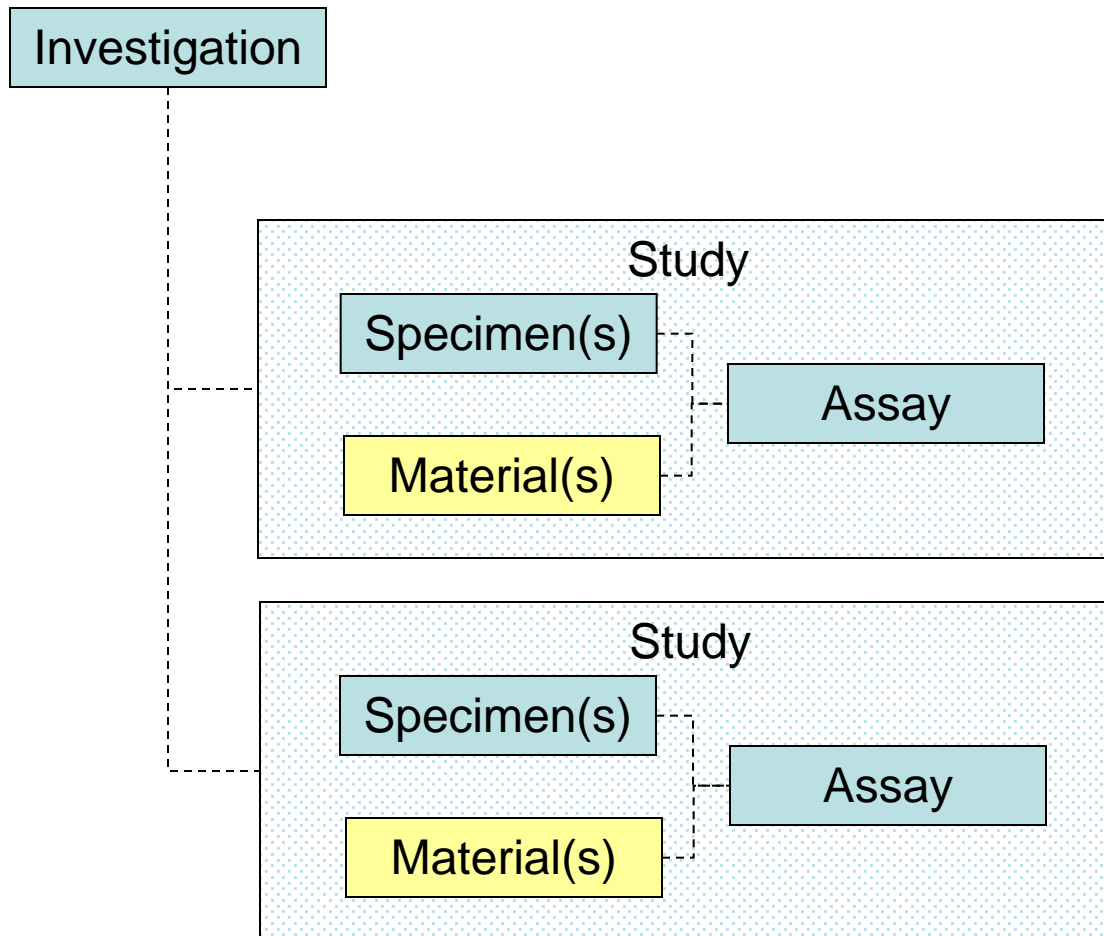 Investigation
Study
Specimen(s)
Assay
Material(s)
Study
Specimen(s)
Assay
Material(s)